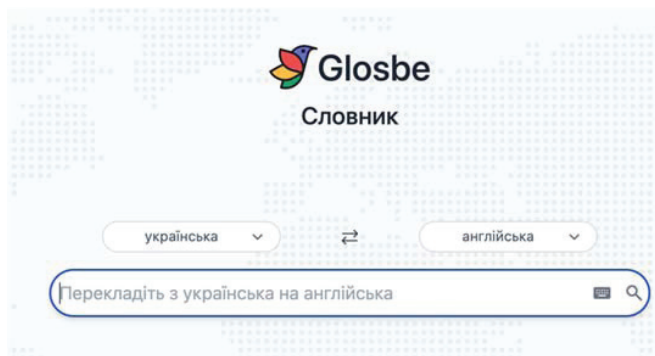 Glosbe
Словник
українська англійська
Перекладіть з українська на англійська